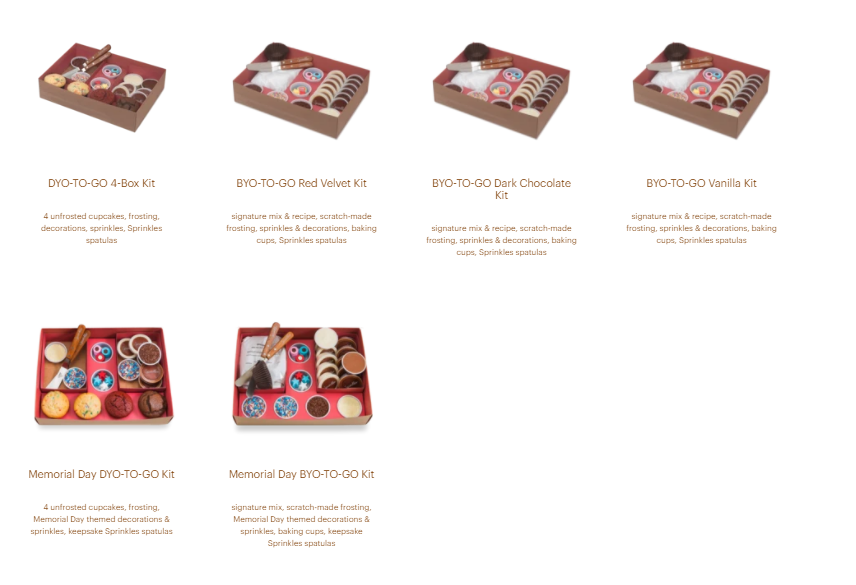 DYO-TO-GO 4-Box Kit
4 unfrosted cupcakes, frosting,
decorations, sprinkles, Sprinkles
spatulas
BYO-TO-GO Red Velvet Kit
signature mix & recipe, scratch-made
frosting, sprinkles & decorations, baking
cups, Sprinkles spatulas
BYO-TO-GO Dark Chocolate
Kit
signature mix & recipe, scratch-made
frosting, sprinkles & decorations, baking
cups, Sprinkles spatulas
BYO-TO-GO Vanilla Kit
signature mix & recipe, scratch-made
frosting, sprinkles & decorations, baking
cups, Sprinkles spatulas
Memorial Day DYO-TO-GO Kit
4 unfrosted cupcakes, frosting,
Memorial Day themed decorations &
sprinkles, keepsake Sprinkles spatulas
Memorial Day BYO-TO-GO Kit
signature mix, scratch-made frosting,
Memorial Day themed decorations &
sprinkles, baking cups, keepsake
Sprinkles spatulas